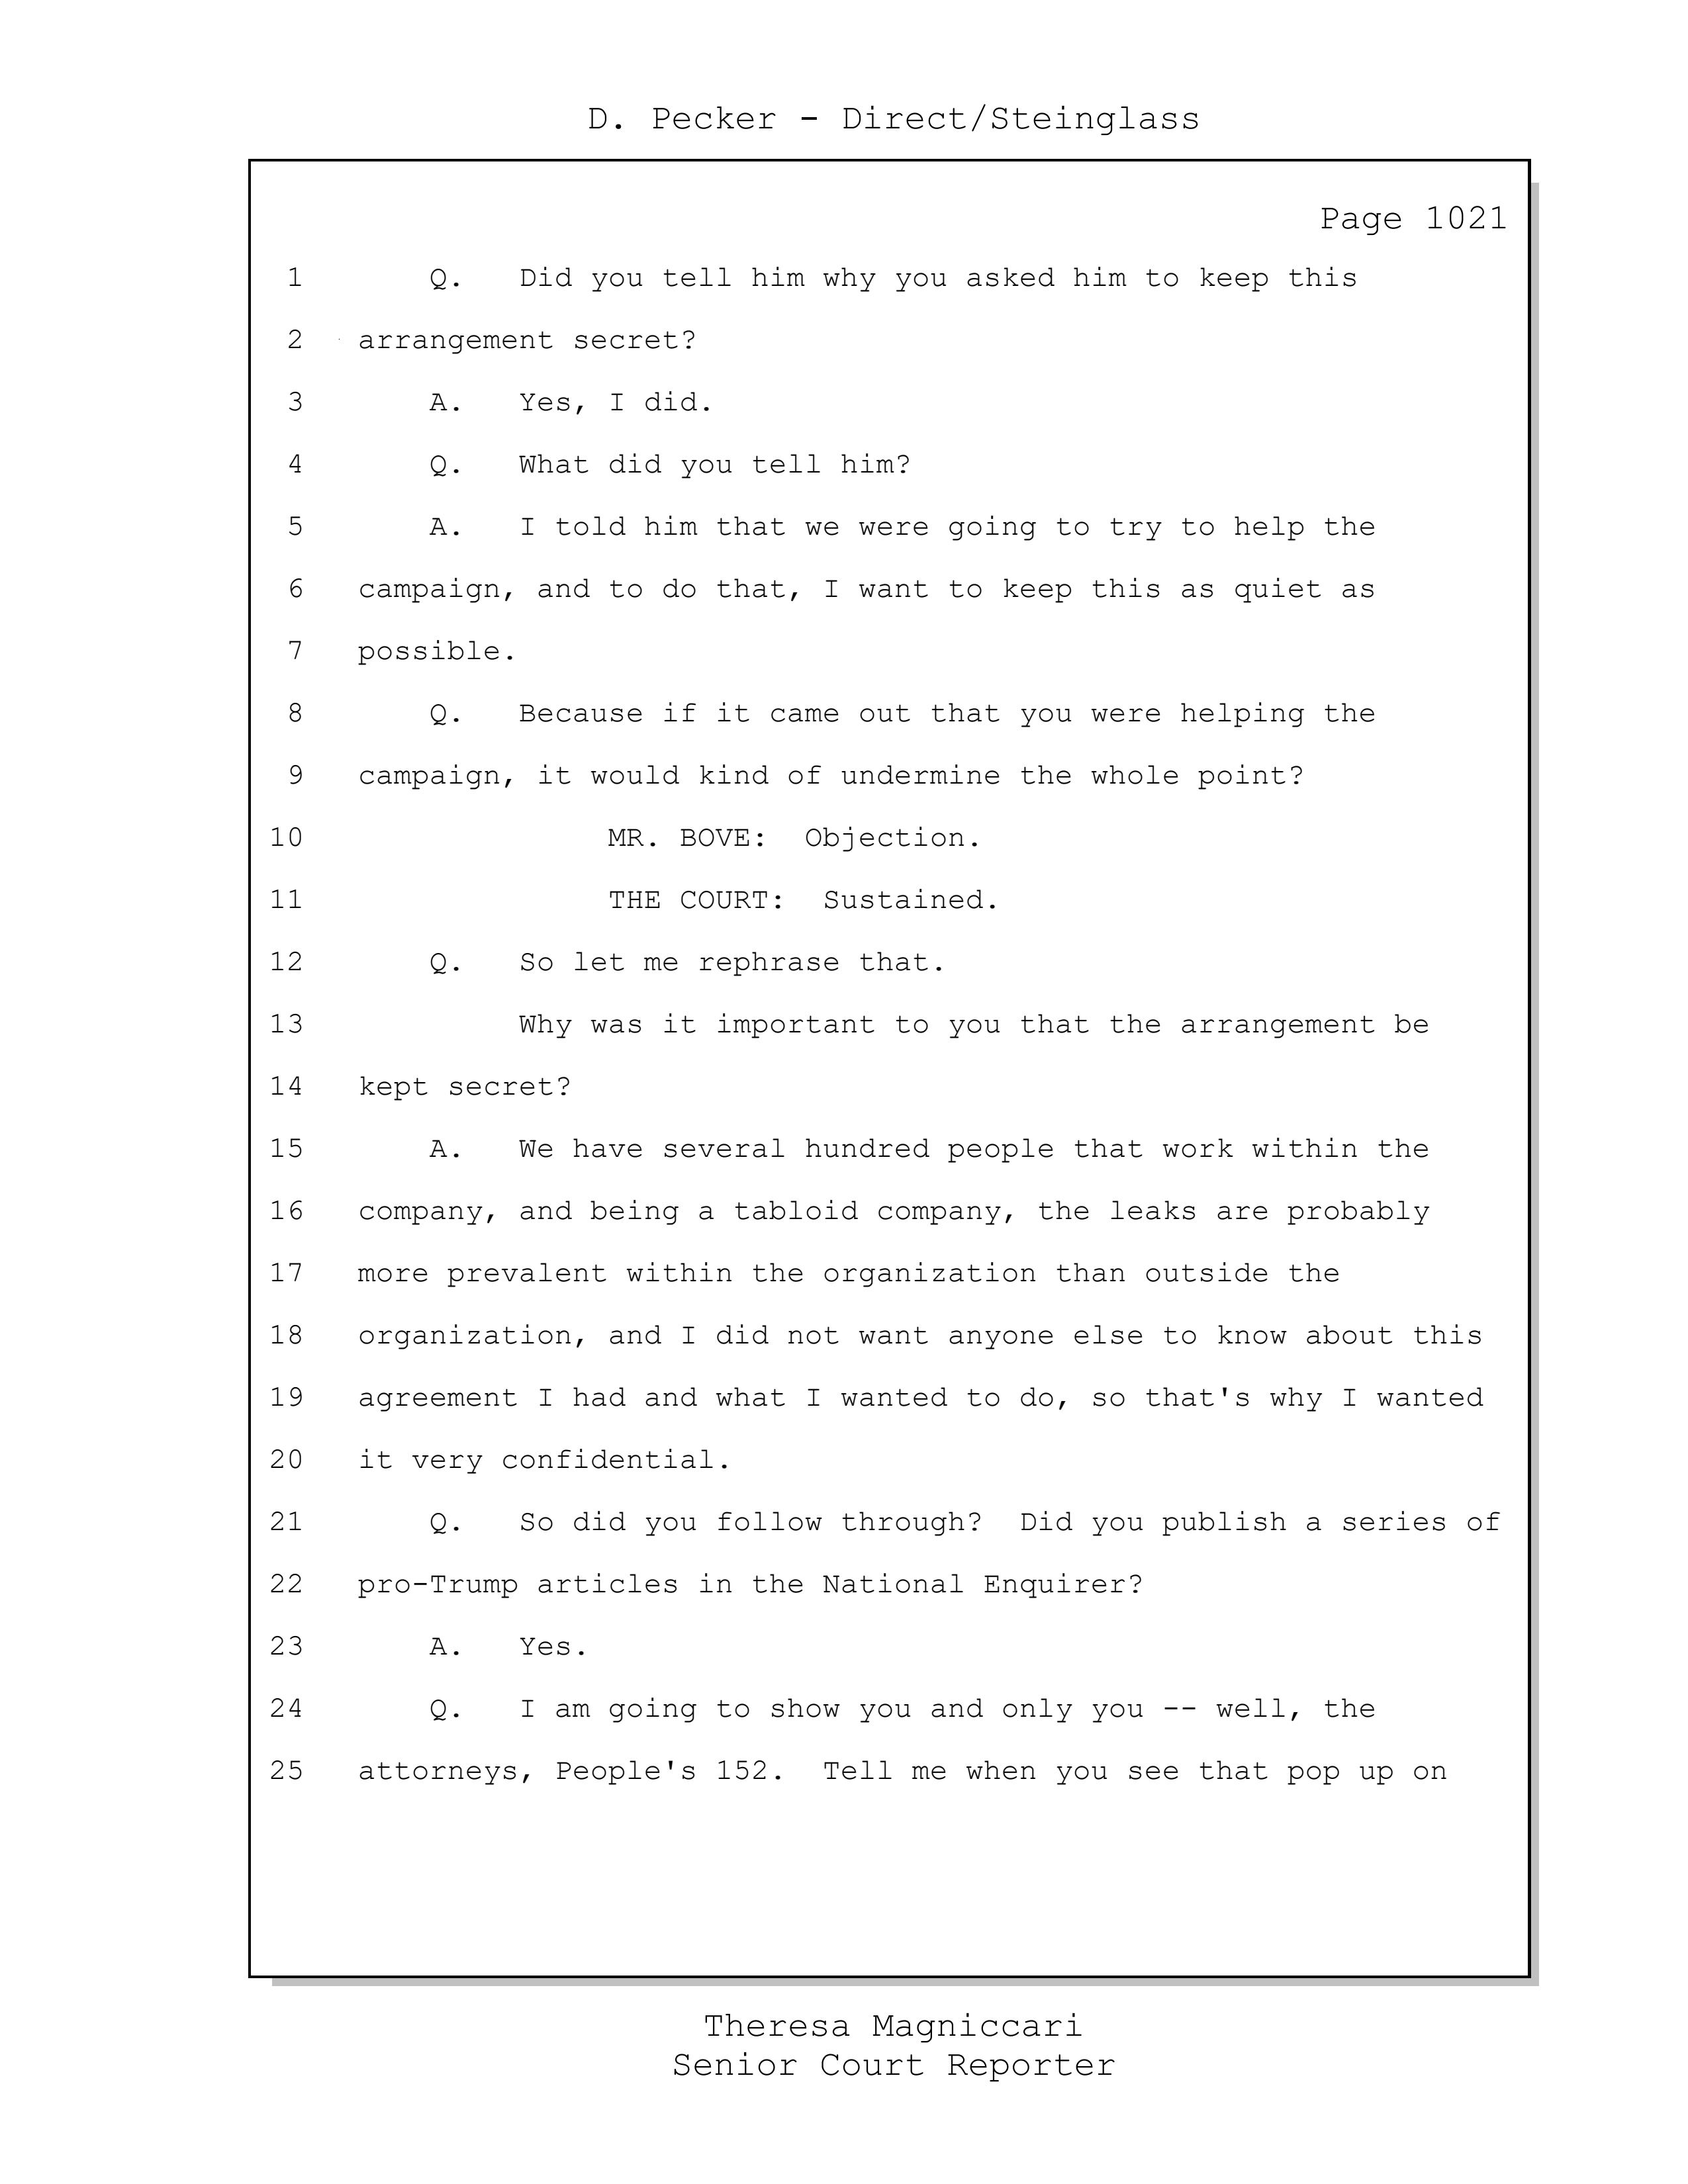 D. Pecker - Direct/Steinglass
Page 1021
1 Q. Did you tell him why you asked him to keep this
2 arrangement secret?
3 A. Yes, I did.
4 Q. What did you tell him?
5 A. I told him that we were going to try to help the
6 campaign, and to do that, I want to keep this as quiet as
7 possible.
8 Q. Because if it came out that you were helping the
9 campaign, it would kind of undermine the whole point?
10 MR. BOVE: Objection.
11 THE COURT: Sustained.
12 Q. So let me rephrase that.
13 Why was it important to you that the arrangement be
14 kept secret?
15 A. We have several hundred people that work within the
16 company, and being a tabloid company, the leaks are probably
17 more prevalent within the organization than outside the
18 organization, and I did not want anyone else to know about this
19 agreement I had and what I wanted to do, so that's why I wanted
20 it very confidential.
21 Q. So did you follow through? Did you publish a series of
22 pro-Trump articles in the National Enquirer?
23 A. Yes.
24 Q. I am going to show you and only you -- well, the
25 attorneys, People's 152. Tell me when you see that pop up on
Theresa Magniccari
Senior Court Reporter